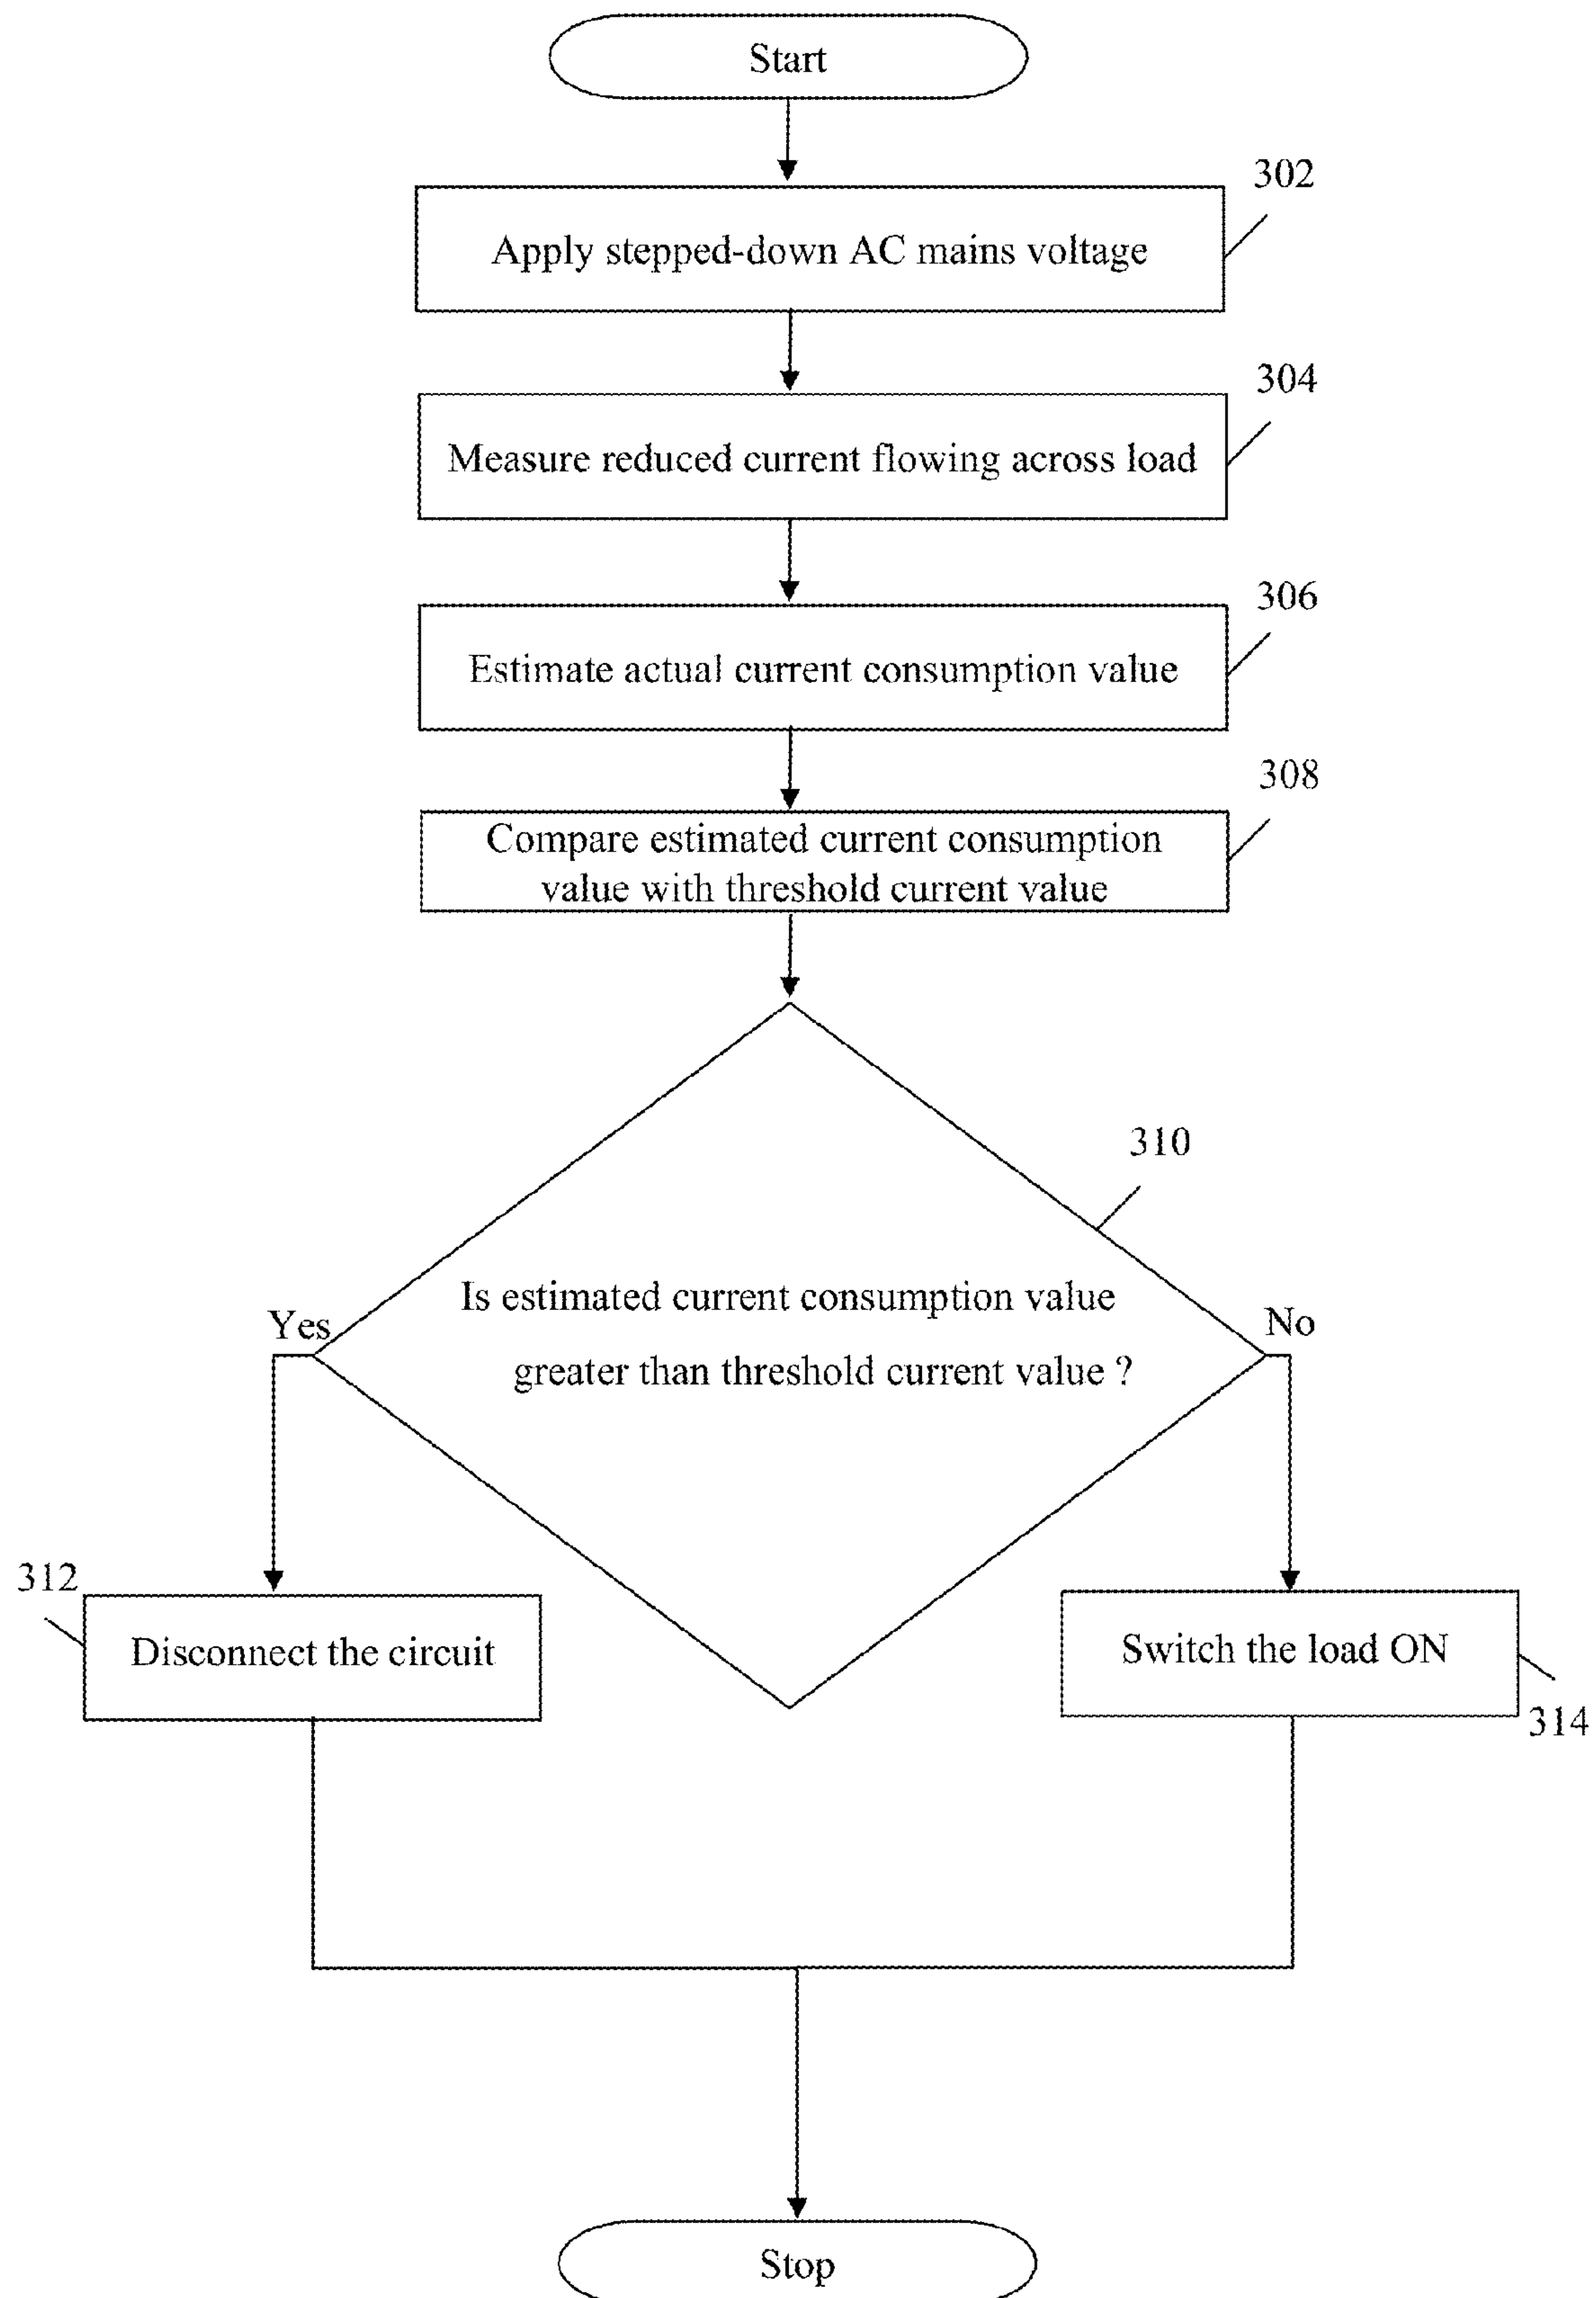 Start
302
Apply stepped-down AC mains voltage
304
Measure reduced current flowing across load
306
Estimate actual current consumption value
308
Compare estimated current consumption
value with threshold current value
310
Is estimated current consumption value
greater than threshold current value ?
Yes
No
312
Disconnect the circuit
Switch the load ON
314
Stop